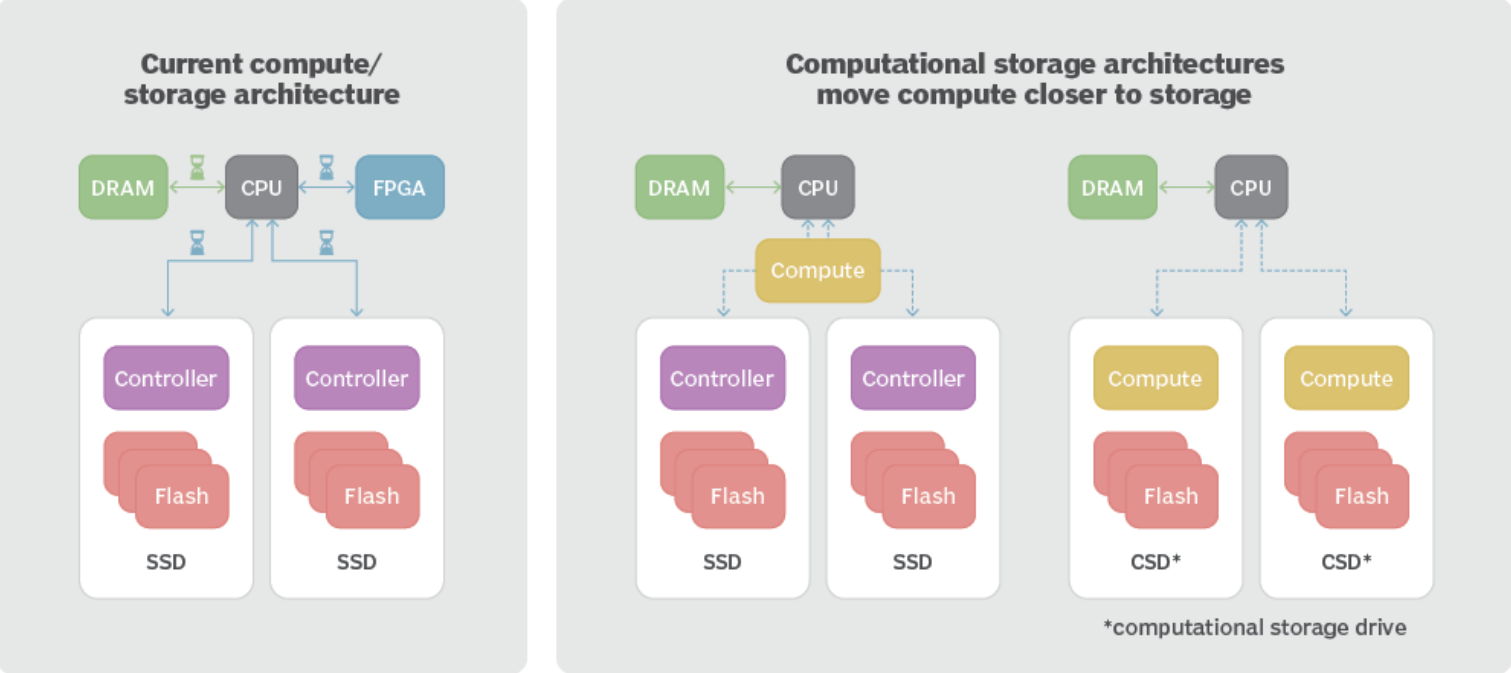 Current compute/
storage architecture
DRAM
CPU
FPGA
Controller
Controller
Flash
Flash
SSD
SSD
Computational storage architectures
move compute closer to storage
DRAM
CPU
Compute
Controller
Controller
Flash
Flash
SSD
SSD
DRAM
CPU
Compute
Compute
Flash
Flash
CSD*
CSD*
*computational storage drive